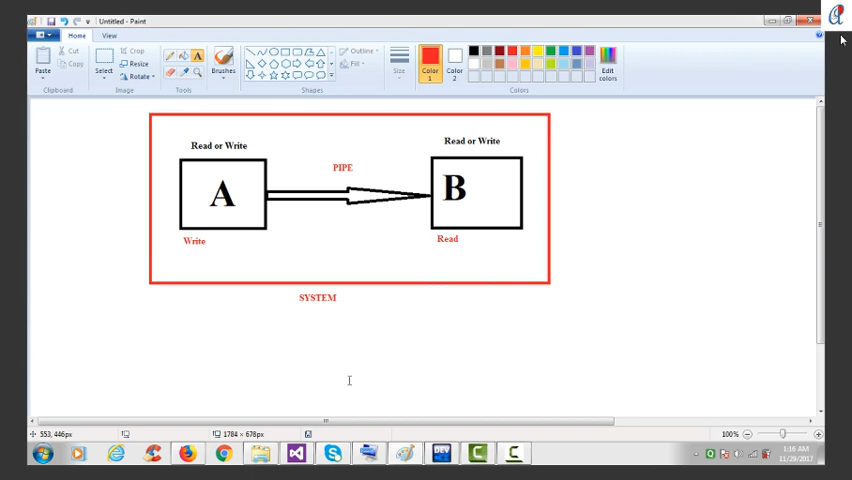 Untitled - Paint
Home View
Cut
Copy
Paste
Clipboard
Crop
Resize
Rotate
Select
Image
Tools
Brushes
Outline
Fill
Shapes
Size
Color 1
Color 2
Edit colors
Colors
Read or Write
Read or Write
PIPE
A
B
Write
Read
SYSTEM
553, 446px
1784 × 678px
100%
DEV
1:16 AM
11/29/2017